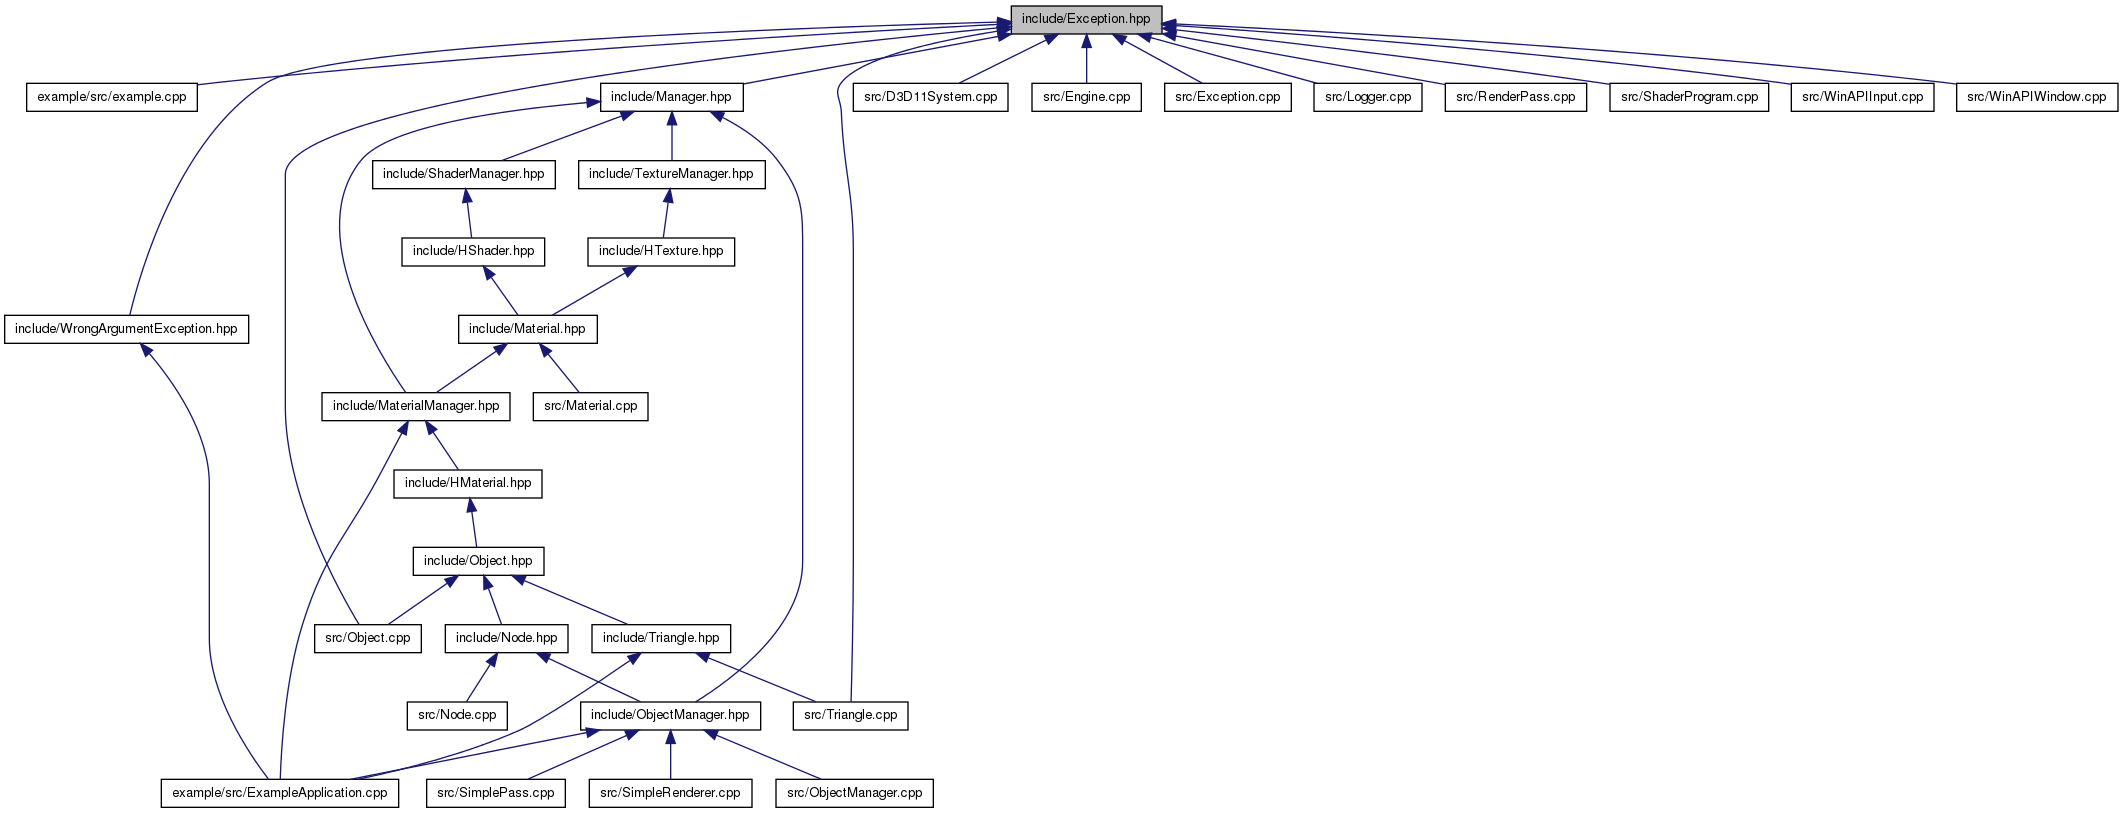 include/Exception.hpp
example/src/example.cpp
include/Manager.hpp
src/D3D11System.cpp
src/Engine.cpp
src/Exception.cpp
src/Logger.cpp
src/RenderPass.cpp
src/ShaderProgram.cpp
src/WinAPIInput.cpp
src/WinAPIWindow.cpp
include/ShaderManager.hpp
include/TextureManager.hpp
include/HShader.hpp
include/HTexture.hpp
include/WrongArgumentException.hpp
include/Material.hpp
include/MaterialManager.hpp
src/Material.cpp
include/HMaterial.hpp
include/Object.hpp
src/Object.cpp
include/Node.hpp
include/Triangle.hpp
src/Node.cpp
include/ObjectManager.hpp
src/Triangle.cpp
example/src/ExampleApplication.cpp
src/SimplePass.cpp
src/SimpleRenderer.cpp
src/ObjectManager.cpp